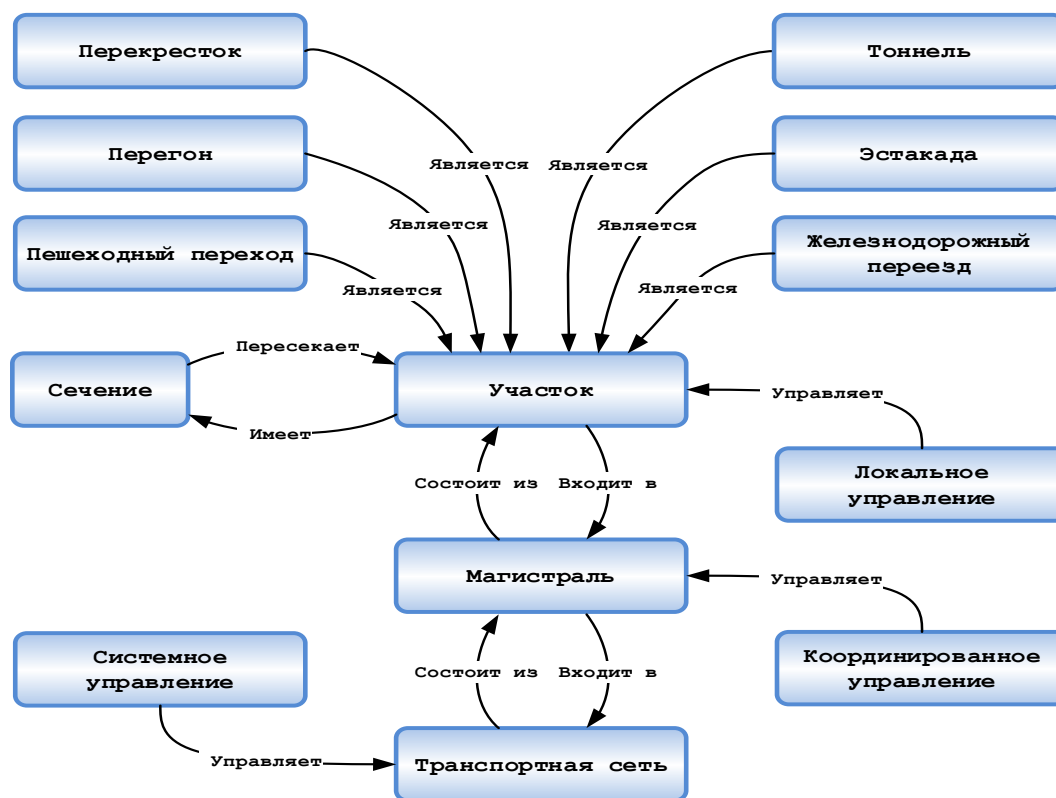 Перекресток
Тоннель
Перегон
Эстакада
Является
Является
Пешеходный переход
Железнодорожный
переезд
Является
Является
Является
Является
Пересекает
Сечение
Участок
Управляет
Имеет
Локальное
управление
Состоит из
Входит в
Магистраль
Управляет
Системное
управление
Состоит из
Входит в
Координированное
управление
Управляет
Транспортная сеть